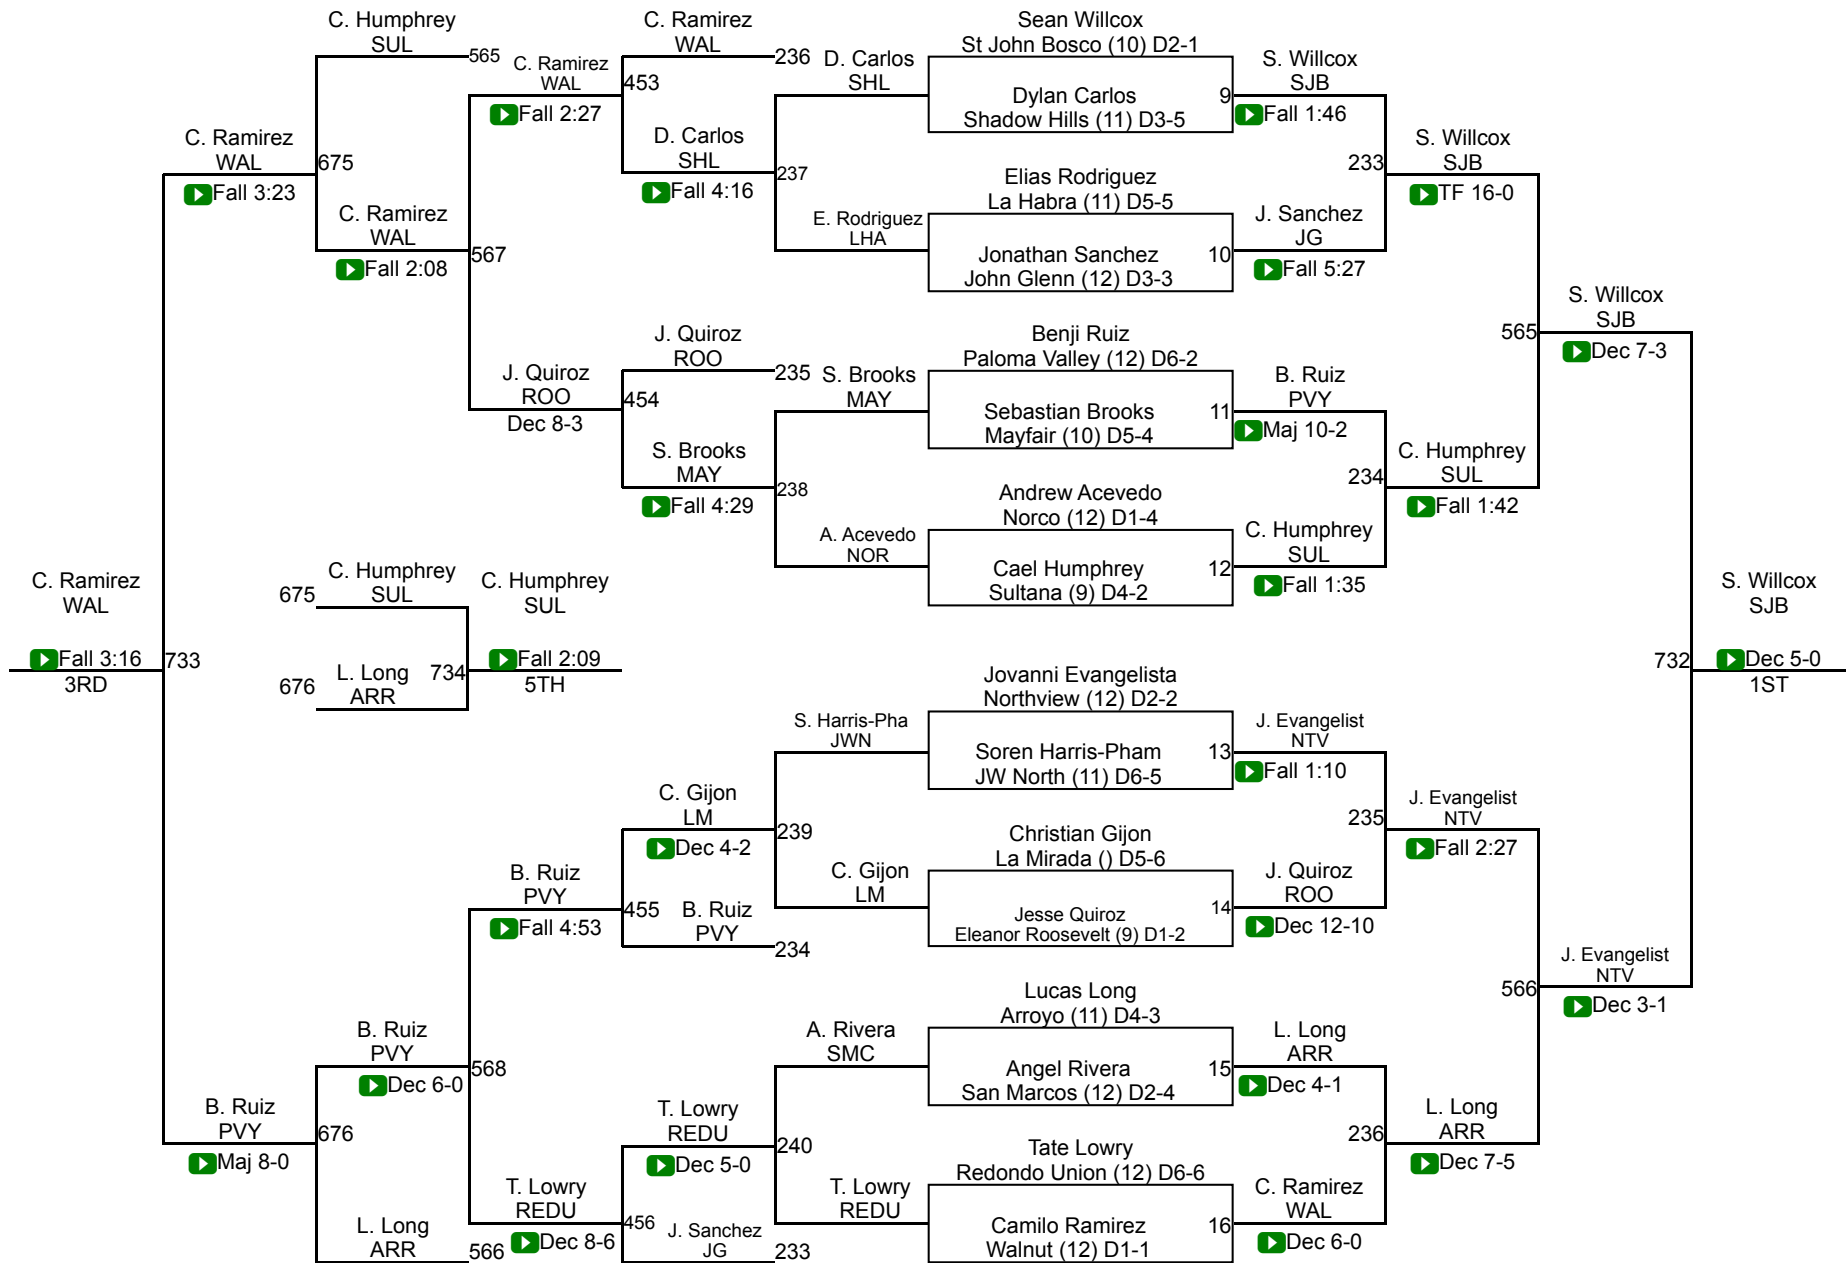 C. Humphrey
SUL
565
C. Ramirez
WAL
Fall 2:27
C. Ramirez
WAL
236
453
D. Carlos
SHL
Fall 4:16
237
D. Carlos
SHL
Sean Willcox
St John Bosco (10) D2-1
Dylan Carlos
Shadow Hills (11) D3-5
9
S. Willcox
SJB
Fall 1:46
C. Ramirez
WAL
Fall 3:23
675
C. Ramirez
WAL
Fall 2:08
567
E. Rodriguez
LHA
Elias Rodriguez
La Habra (11) D5-5
Jonathan Sanchez
John Glenn (12) D3-3
10
J. Sanchez
JG
Fall 5:27
233
S. Willcox
SJB
TF 16-0
J. Quiroz
ROO
Dec 8-3
J. Quiroz
ROO
235
454
S. Brooks
MAY
Fall 4:29
238
S. Brooks
MAY
Benji Ruiz
Paloma Valley (12) D6-2
Sebastian Brooks
Mayfair (10) D5-4
11
B. Ruiz
PVY
Maj 10-2
565
S. Willcox
SJB
Dec 7-3
A. Acevedo
NOR
Andrew Acevedo
Norco (12) D1-4
Cael Humphrey
Sultana (9) D4-2
12
C. Humphrey
SUL
Fall 1:35
234
C. Humphrey
SUL
Fall 1:42
C. Ramirez
WAL
Fall 3:16
3RD
733
675
C. Humphrey
SUL
676
L. Long
ARR
734
C. Humphrey
SUL
Fall 2:09
5TH
732
S. Willcox
SJB
Dec 5-0
1ST
S. Harris-Pha
JWN
Jovanni Evangelista
Northview (12) D2-2
Soren Harris-Pham
JW North (11) D6-5
13
J. Evangelist
NTV
Fall 1:10
C. Gijon
LM
Dec 4-2
239
235
J. Evangelist
NTV
Fall 2:27
B. Ruiz
PVY
Fall 4:53
455
B. Ruiz
PVY
234
C. Gijon
LM
Christian Gijon
La Mirada () D5-6
Jesse Quiroz
Eleanor Roosevelt (9) D1-2
14
J. Quiroz
ROO
Dec 12-10
566
J. Evangelist
NTV
Dec 3-1
B. Ruiz
PVY
Dec 6-0
568
A. Rivera
SMC
Lucas Long
Arroyo (11) D4-3
Angel Rivera
San Marcos (12) D2-4
15
L. Long
ARR
Dec 4-1
B. Ruiz
PVY
Maj 8-0
676
T. Lowry
REDU
Dec 5-0
240
236
L. Long
ARR
Dec 7-5
L. Long
ARR
566
T. Lowry
REDU
Dec 8-6
456
J. Sanchez
JG
233
T. Lowry
REDU
Tate Lowry
Redondo Union (12) D6-6
Camilo Ramirez
Walnut (12) D1-1
16
C. Ramirez
WAL
Dec 6-0